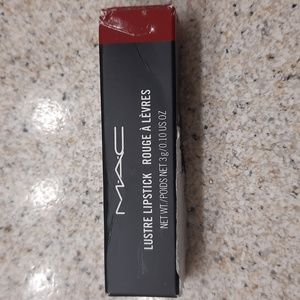 MAC
LUSTRE LIPSTICK ROUGE À LÈVRES
NET WT./POIDS NET 3 g/0.10 US OZ